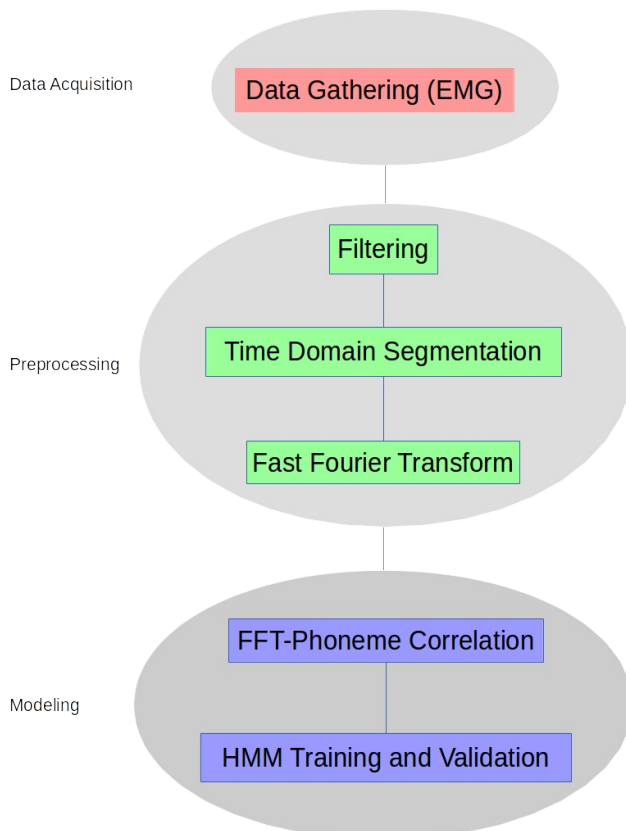 Data Acquisition
Data Gathering (EMG)
Filtering
Time Domain Segmentation
Preprocessing
Fast Fourier Transform
FFT-Phoneme Correlation
Modeling
HMM Training and Validation